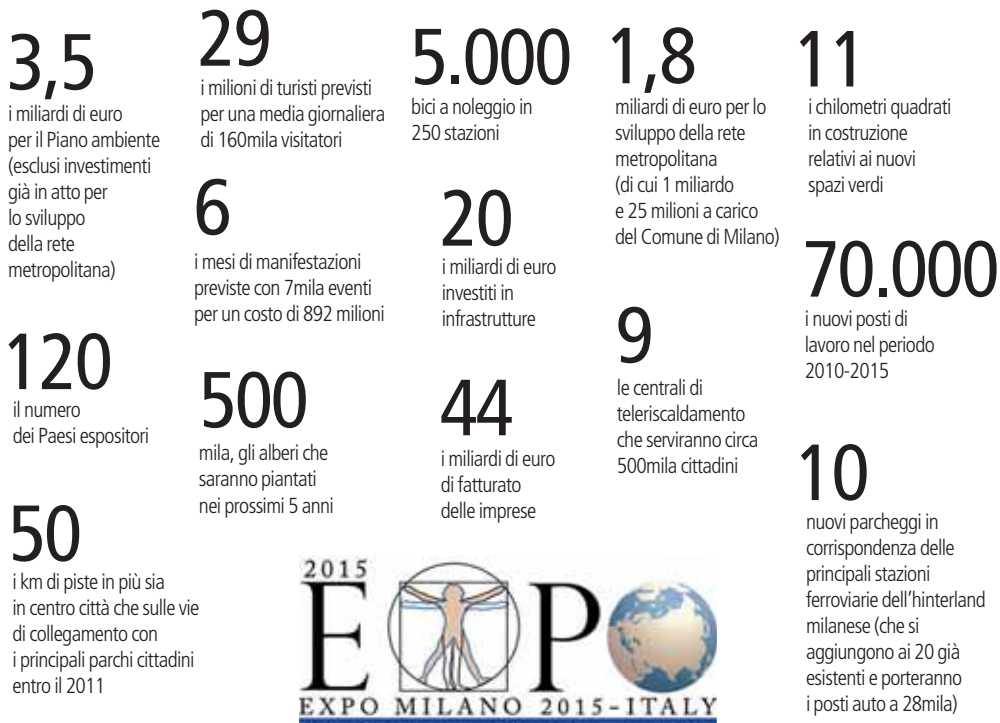 3,5
i miliardi di euro
per il Piano ambiente
(esclusi investimenti
già in atto per
lo sviluppo
della rete
metropolitana)
120
il numero
dei Paesi espositori
50
i km di piste in più sia
in centro città che sulle vie
di collegamento con
i principali parchi cittadini
entro il 2011
29
i milioni di turisti previsti
per una media giornaliera
di 160mila visitatori
6
i mesi di manifestazioni
previste con 7mila eventi
per un costo di 892 milioni
500
mila, gli alberi che
saranno piantati
nei prossimi 5 anni
5.000
bici a noleggio in
250 stazioni
20
i miliardi di euro
investiti in
infrastrutture
44
i miliardi di euro
di fatturato
delle imprese
1,8
miliardi di euro per lo
sviluppo della rete
metropolitana
(di cui 1 miliardo
e 25 milioni a carico
del Comune di Milano)
9
le centrali di
teleriscaldamento
che serviranno circa
500mila cittadini
11
i chilometri quadrati
in costruzione
relativi ai nuovi
spazi verdi
70.000
i nuovi posti di
lavoro nel periodo
2010-2015
10
nuovi parcheggi in
corrispondenza delle
principali stazioni
ferroviarie dell'hinterland
milanese (che si
aggiungono ai 20 già
esistenti e porteranno
i posti auto a 28mila)
2015
EXPO
EXPO MILANO 2015-ITALY